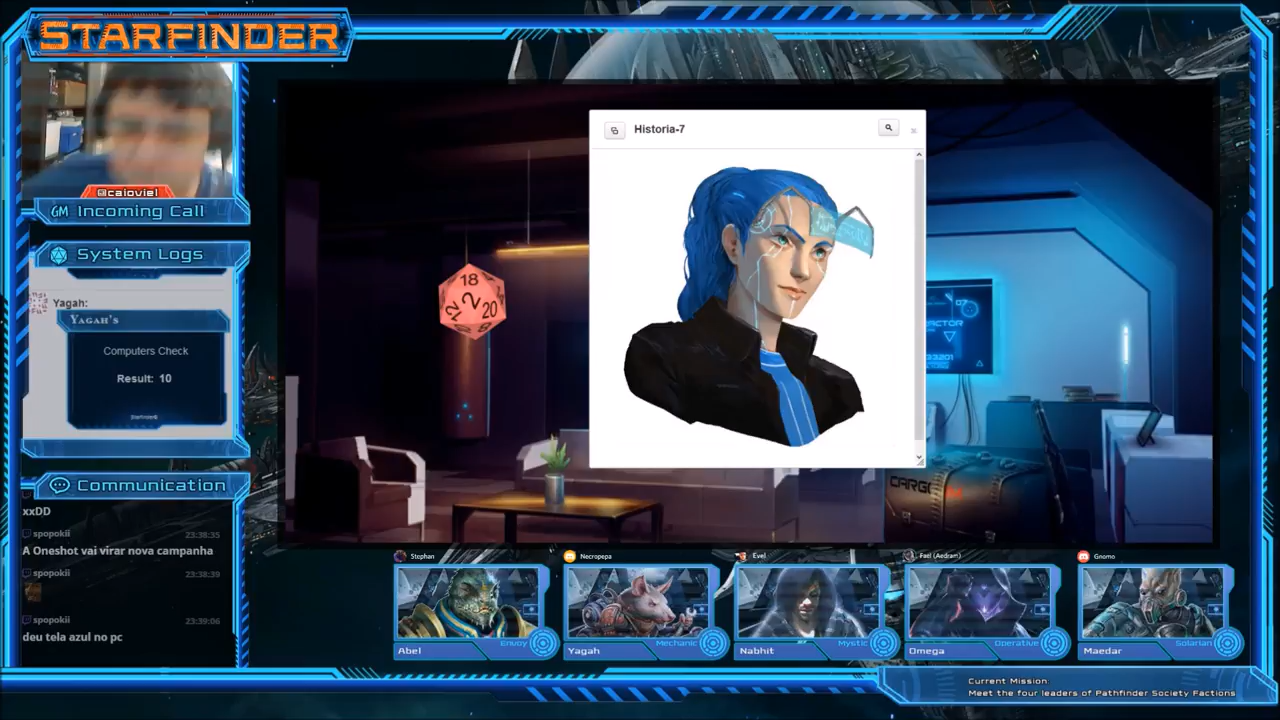 STARFINDER
@caioviel
GM Incoming Call
System Logs
Yagah:
YAGAH'S
Computers Check
Result: 10
Communication
xxDD
spopokii 23:38:35
A Oneshot vai virar nova campanha
spopokii 23:38:39
spopokii 23:39:06
deu tela azul no pc
Historia-7
18
2
20
12
07
CARGO
Stephan
Abel
Envoy
Necropepa
Yagah
Mechanic
Evel
Nabhit
Mystic
Fael (Aedram)
Omega
Operative
Gnomo
Maedar
Solarian
Current Mission:
Meet the four leaders of Pathfinder Society Factions